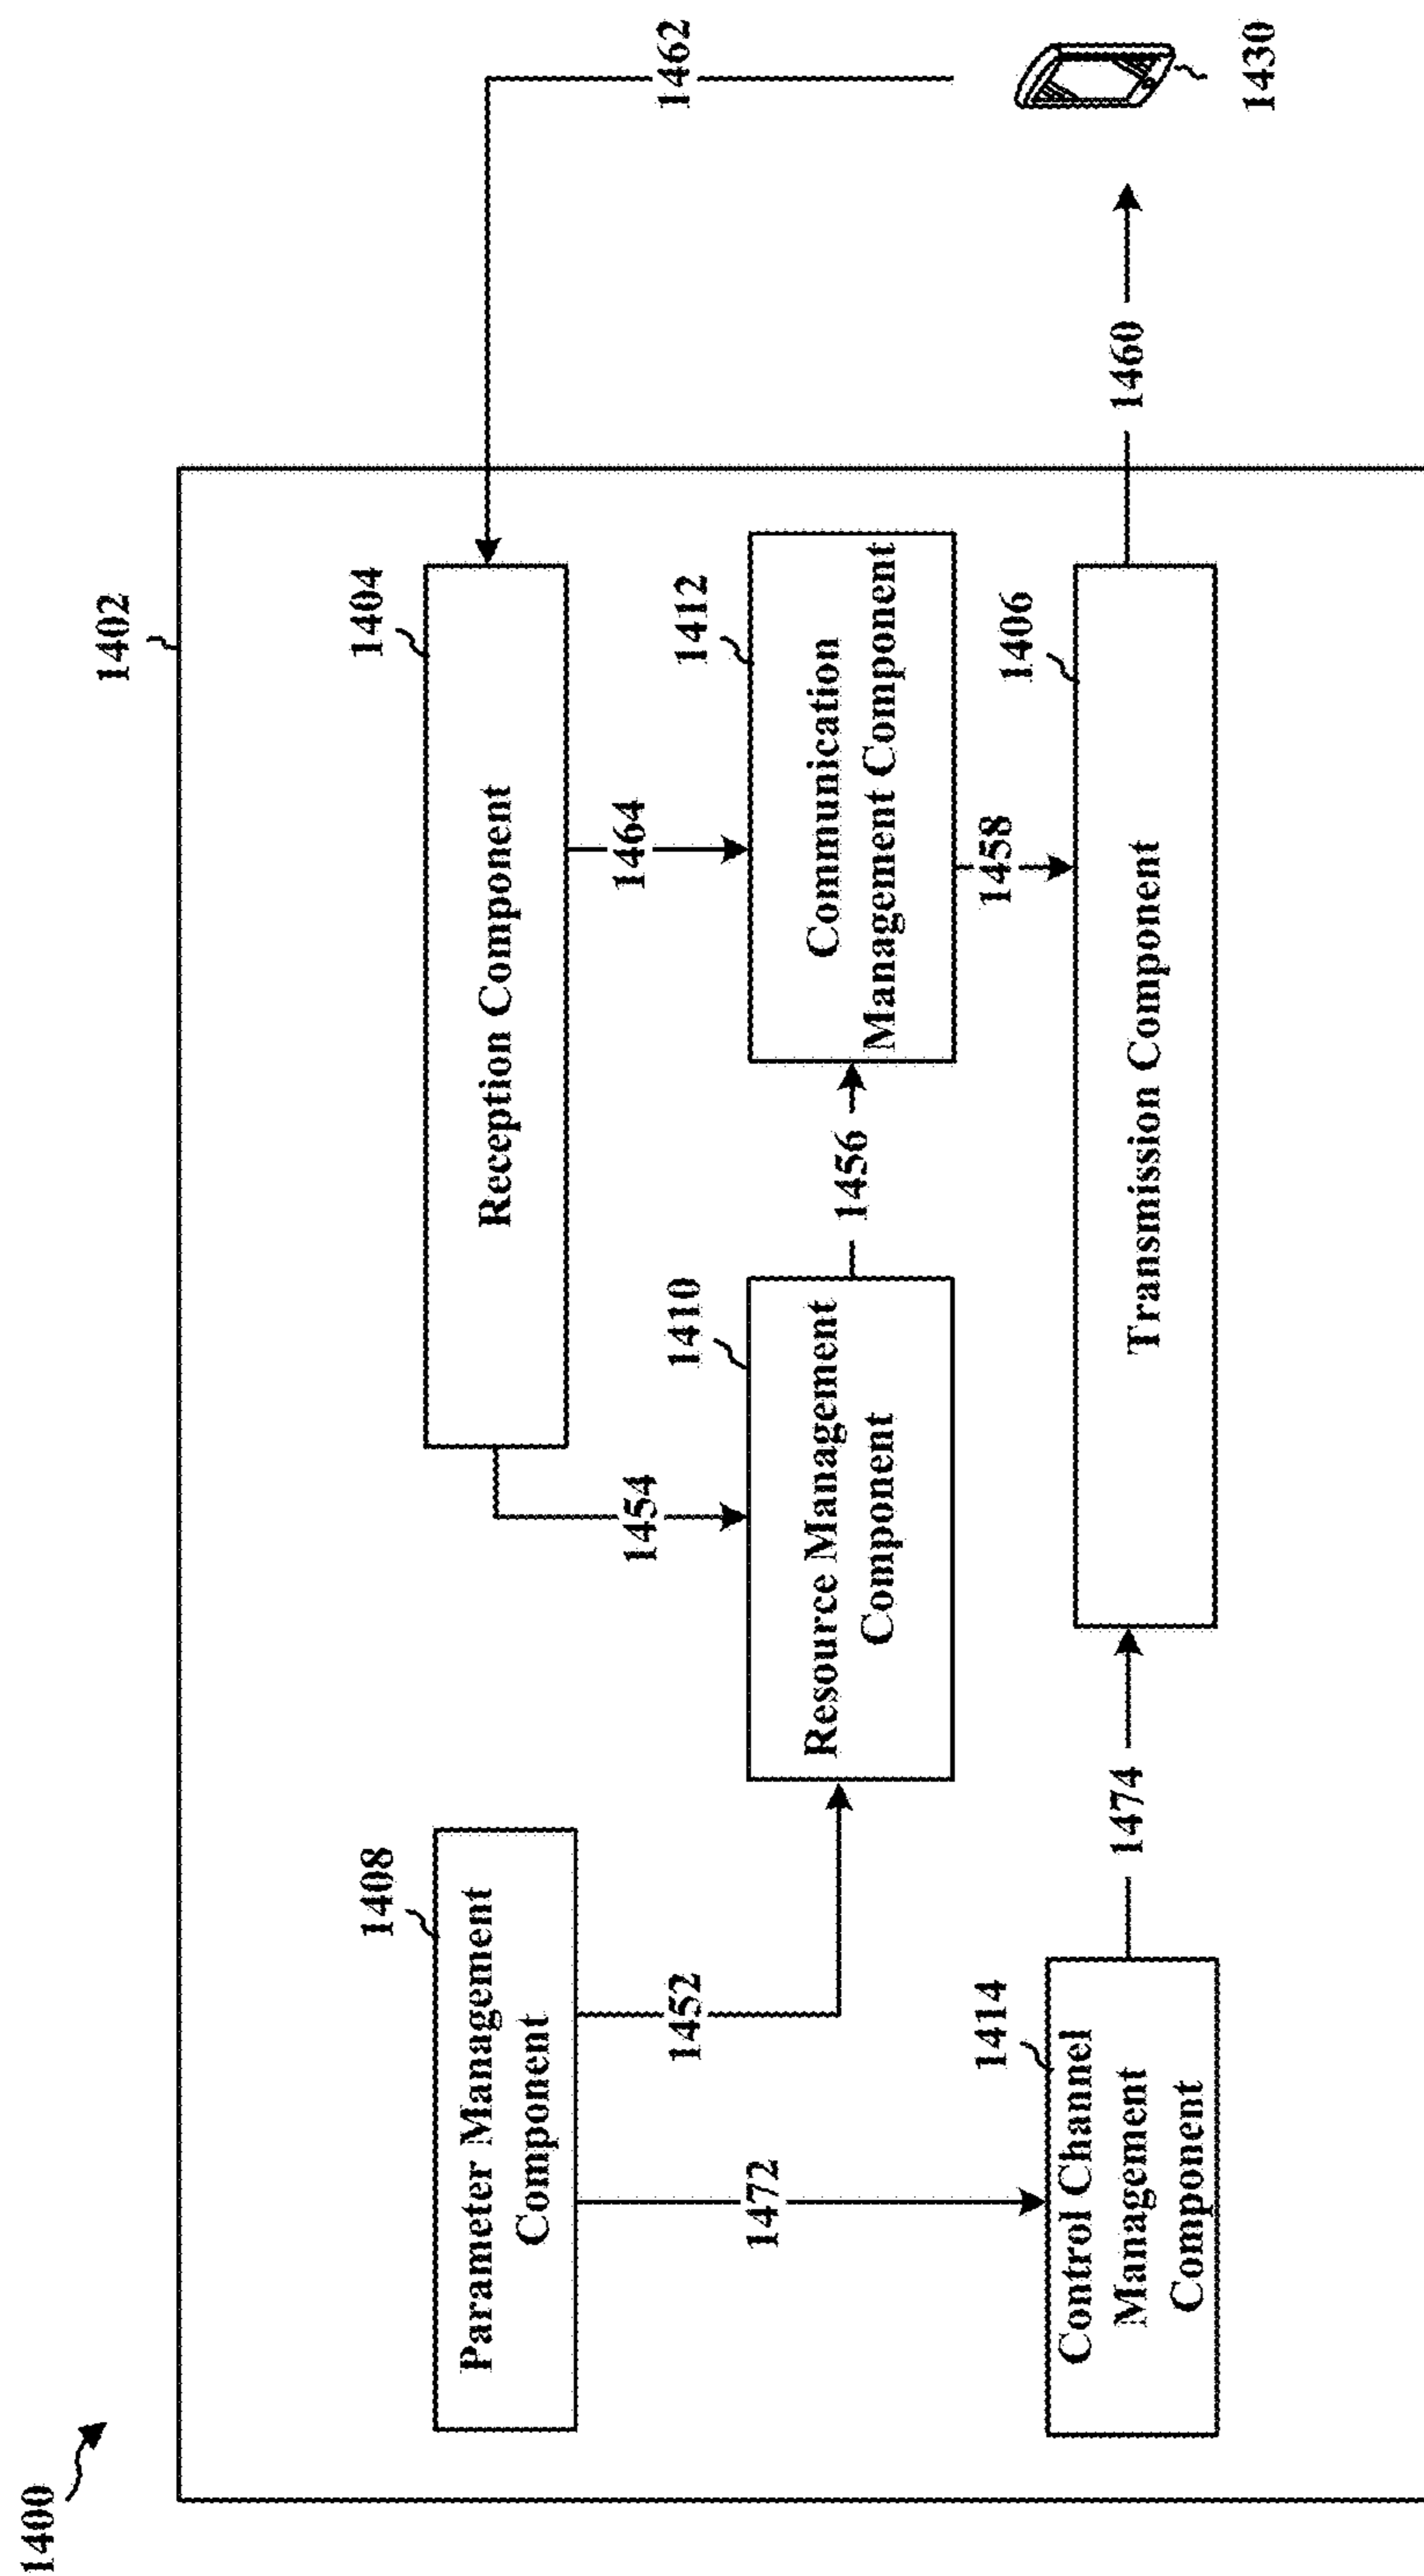 1400
1402
1408
Parameter Management
Component
1404
Reception Component
1462
1452
1454
1464
1472
1410
Resource Management
Component
1456
1412
Communication
Management Component
1414
Control Channel
Management
Component
1458
1474
1406
Transmission Component
1460
1430